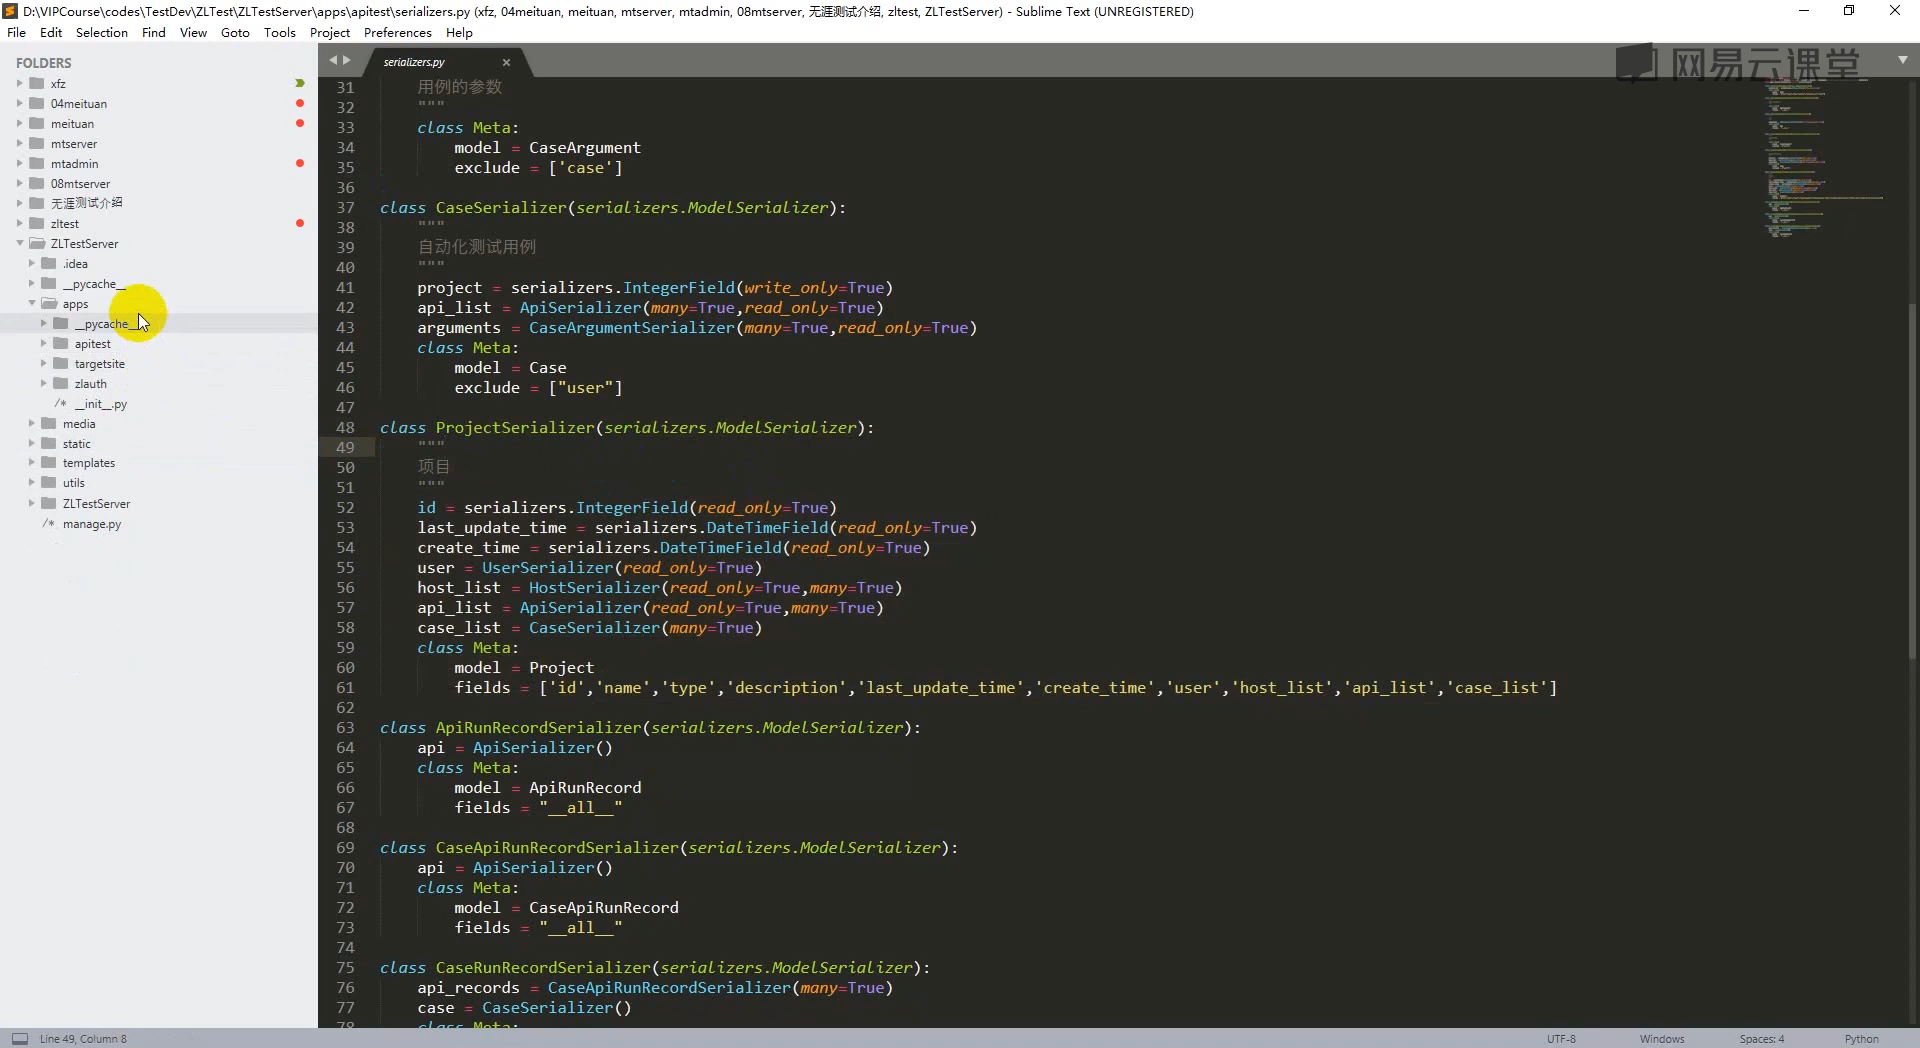 D:\VIPCourse\codes\TestDev\ZLTest\ZLTestServer\apps\apitest\serializers.py (xfz, 04meituan, meituan, mtserver, mtadmin, 08mtserver, 无涯测试介绍, zltest, ZLTestServer) - Sublime Text (UNREGISTERED)
File Edit Selection Find View Goto Tools Project Preferences Help
FOLDERS
xfz
04meituan
meituan
mtserver
mtadmin
08mtserver
无涯测试介绍
zltest
ZLTestServer
.idea
__pycache__
apps
__pycache__
apitest
targetsite
zlauth
/* __init__.py
media
static
templates
utils
ZLTestServer
/* manage.py
serializers.py
网易云课堂
31 用例的参数
32 """
33 class Meta:
34 model = CaseArgument
35 exclude = ['case']
36
37 class CaseSerializer(serializers.ModelSerializer):
38 """
39 自动化测试用例
40 """
41 project = serializers.IntegerField(write_only=True)
42 api_list = ApiSerializer(many=True,read_only=True)
43 arguments = CaseArgumentSerializer(many=True,read_only=True)
44 class Meta:
45 model = Case
46 exclude = ["user"]
47
48 class ProjectSerializer(serializers.ModelSerializer):
49 """
50 项目
51 """
52 id = serializers.IntegerField(read_only=True)
53 last_update_time = serializers.DateTimeField(read_only=True)
54 create_time = serializers.DateTimeField(read_only=True)
55 user = UserSerializer(read_only=True)
56 host_list = HostSerializer(read_only=True,many=True)
57 api_list = ApiSerializer(read_only=True,many=True)
58 case_list = CaseSerializer(many=True)
59 class Meta:
60 model = Project
61 fields = ['id','name','type','description','last_update_time','create_time','user','host_list','api_list','case_list']
62
63 class ApiRunRecordSerializer(serializers.ModelSerializer):
64 api = ApiSerializer()
65 class Meta:
66 model = ApiRunRecord
67 fields = "__all__"
68
69 class CaseApiRunRecordSerializer(serializers.ModelSerializer):
70 api = ApiSerializer()
71 class Meta:
72 model = CaseApiRunRecord
73 fields = "__all__"
74
75 class CaseRunRecordSerializer(serializers.ModelSerializer):
76 api_records = CaseApiRunRecordSerializer(many=True)
77 case = CaseSerializer()
78 class Meta:
Line 49, Column 8
UTF-8 Windows Spaces: 4 Python